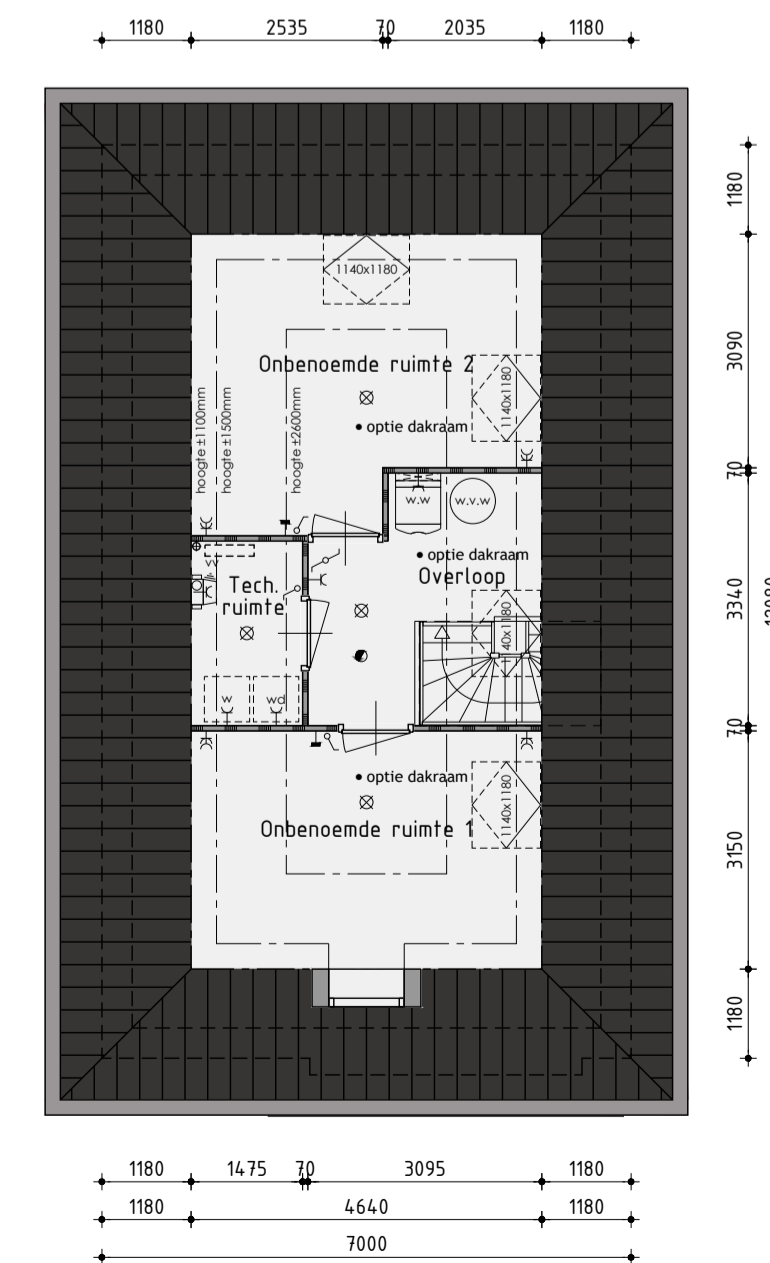 1180 2535 70 2035 1180
1180
1140x1180
3090
Onbenoemde ruimte 2
1140x1180
hoogte ±1100mm
hoogte ±1500mm
hoogte ±2600mm
optie dakraam
70
w.w
w.v.w
optie dakraam
Overloop
vv
Tech.
ruimte
1140x1180
3340
w
wd
70
optie dakraam
1140x1180
Onbenoemde ruimte 1
3150
1180
1180 1475 70 3095 1180
1180 4640 1180
7000